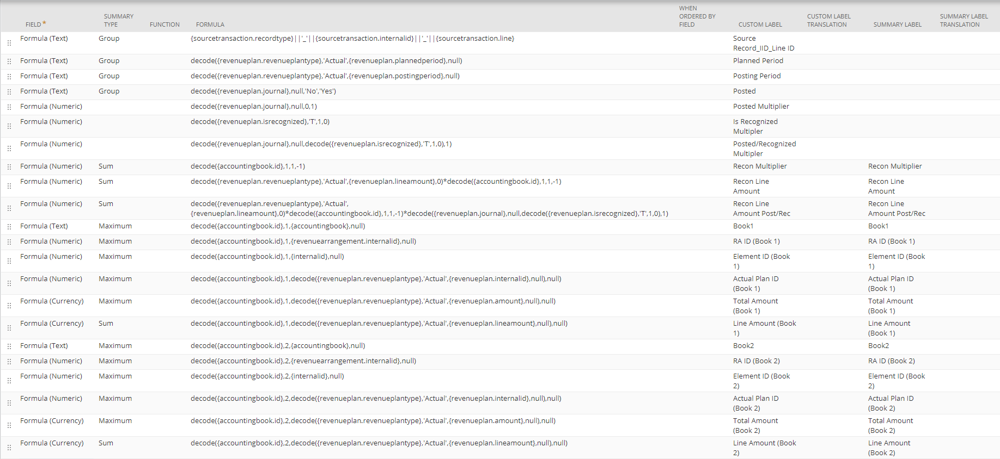 FIELD * SUMMARY TYPE FUNCTION FORMULA WHEN ORDERED BY FIELD CUSTOM LABEL CUSTOM LABEL TRANSLATION SUMMARY LABEL SUMMARY LABEL TRANSLATION
Formula (Text) Group {sourcetransaction.recordtype}||'_'||{sourcetransaction.internalid}||'_'||{sourcetransaction.line} Source
Record_IID_Line ID
Formula (Text) Group decode({revenueplan.revenueplantype},'Actual',{revenueplan.plannedperiod},null) Planned Period
Formula (Text) Group decode({revenueplan.revenueplantype},'Actual',{revenueplan.postingperiod},null) Posting Period
Formula (Text) Group decode({revenueplan.journal},null,'No','Yes') Posted
Formula (Numeric) decode({revenueplan.journal},null,0,1) Posted Multiplier
Formula (Numeric) decode({revenueplan.isrecognized},'T',1,0) Is Recognized
Multipler
Formula (Numeric) decode({revenueplan.journal},null,decode({revenueplan.isrecognized},'T',1,0),1) Posted/Recognized
Multipler
Formula (Numeric) Sum decode({accountingbook.id},1,1,-1) Recon Multiplier Recon Multiplier
Formula (Numeric) Sum decode({revenueplan.revenueplantype},'Actual',{revenueplan.lineamount},0)*decode({accountingbook.id},1,1,-1) Recon Line Recon Line
Amount Amount
Formula (Numeric) Sum decode({revenueplan.revenueplantype},'Actual', Recon Line Recon Line
{revenueplan.lineamount},0)*decode({accountingbook.id},1,1,-1)*decode({revenueplan.journal},null,decode({revenueplan.isrecognized},'T',1,0),1) Amount Post/Rec Amount Post/Rec
Formula (Text) Maximum decode({accountingbook.id},1,{accountingbook},null) Book1 Book1
Formula (Numeric) Maximum decode({accountingbook.id},1,{revenuearrangement.internalid},null) RA ID (Book 1) RA ID (Book 1)
Formula (Numeric) Maximum decode({accountingbook.id},1,{internalid},null) Element ID (Book Element ID (Book
1) 1)
Formula (Numeric) Maximum decode({accountingbook.id},1,decode({revenueplan.revenueplantype},'Actual',{revenueplan.internalid},null),null) Actual Plan ID Actual Plan ID
(Book 1) (Book 1)
Formula (Currency) Maximum decode({accountingbook.id},1,decode({revenueplan.revenueplantype},'Actual',{revenueplan.amount},null),null) Total Amount Total Amount
(Book 1) (Book 1)
Formula (Currency) Sum decode({accountingbook.id},1,decode({revenueplan.revenueplantype},'Actual',{revenueplan.lineamount},null),null) Line Amount (Book Line Amount
1) (Book 1)
Formula (Text) Maximum decode({accountingbook.id},2,{accountingbook},null) Book2 Book2
Formula (Numeric) Maximum decode({accountingbook.id},2,{revenuearrangement.internalid},null) RA ID (Book 2) RA ID (Book 2)
Formula (Numeric) Maximum decode({accountingbook.id},2,{internalid},null) Element ID (Book Element ID (Book
2) 2)
Formula (Numeric) Maximum decode({accountingbook.id},2,decode({revenueplan.revenueplantype},'Actual',{revenueplan.internalid},null),null) Actual Plan ID Actual Plan ID
(Book 2) (Book 2)
Formula (Currency) Maximum decode({accountingbook.id},2,decode({revenueplan.revenueplantype},'Actual',{revenueplan.amount},null),null) Total Amount Total Amount
(Book 2) (Book 2)
Formula (Currency) Sum decode({accountingbook.id},2,decode({revenueplan.revenueplantype},'Actual',{revenueplan.lineamount},null),null) Line Amount (Book Line Amount
2) (Book 2)